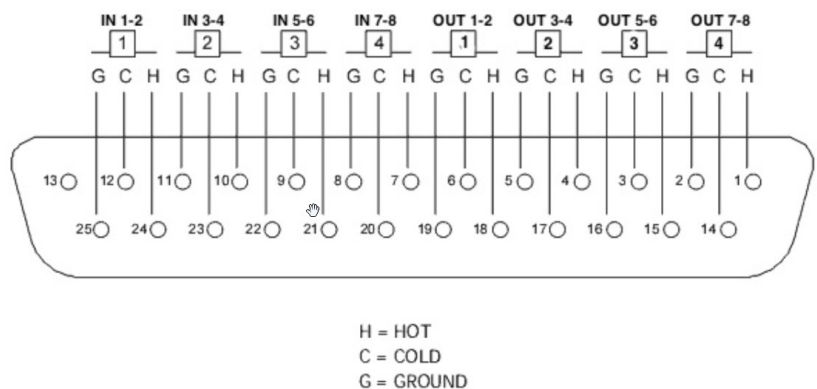 IN 1-2 IN 3-4 IN 5-6 IN 7-8 OUT 1-2 OUT 3-4 OUT 5-6 OUT 7-8
1 2 3 4 1 2 3 4
G C H G C H G C H G C H G C H G C H G C H G C H
13 12 11 10 9 8 7 6 5 4 3 2 1
25 24 23 22 21 20 19 18 17 16 15 14
H = HOT
C = COLD
G = GROUND